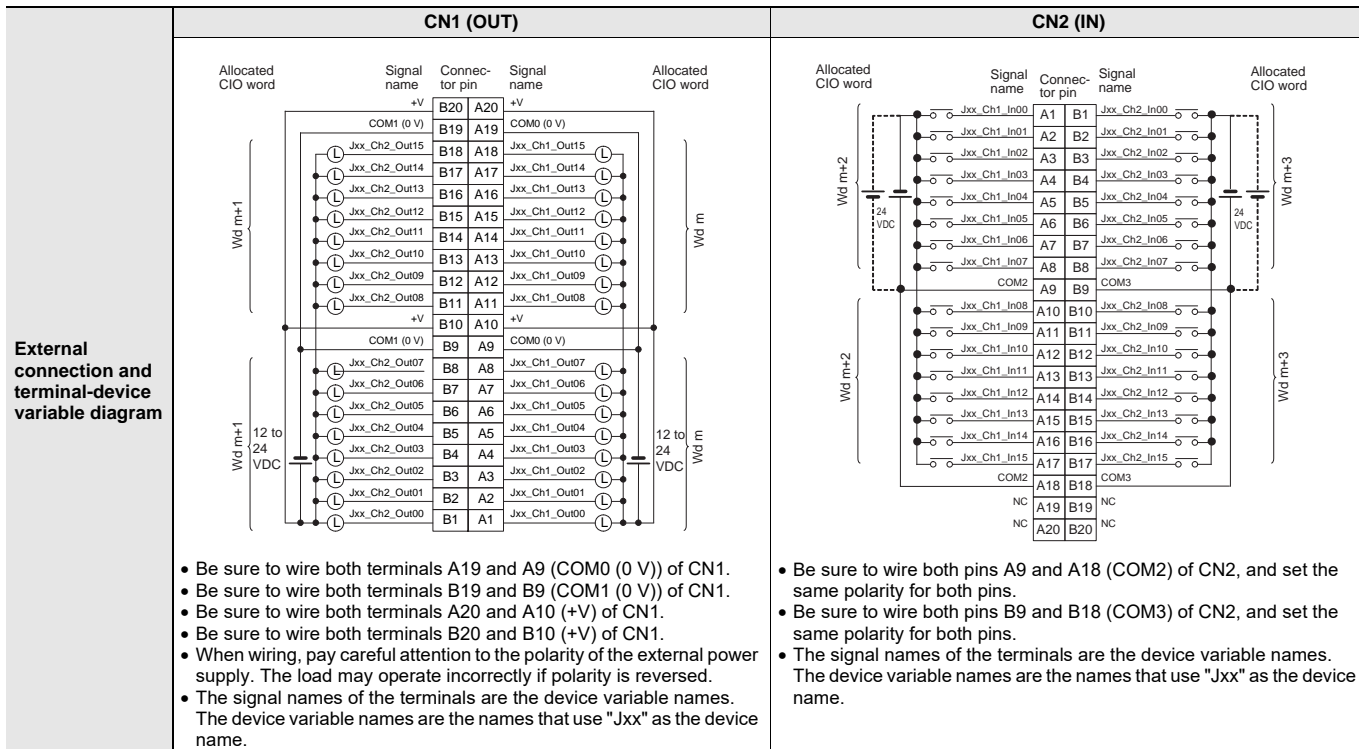 CN1 (OUT)
CN2 (IN)
External
connection and
terminal-device
variable diagram
Allocated
CIO word
Signal
name
Connec-
tor pin
Signal
name
Allocated
CIO word
+V B20 A20 +V
COM1 (0 V) B19 A19 COM0 (0 V)
L Jxx_Ch2_Out15 B18 A18 Jxx_Ch1_Out15 L
L Jxx_Ch2_Out14 B17 A17 Jxx_Ch1_Out14 L
L Jxx_Ch2_Out13 B16 A16 Jxx_Ch1_Out13 L
L Jxx_Ch2_Out12 B15 A15 Jxx_Ch1_Out12 L
L Jxx_Ch2_Out11 B14 A14 Jxx_Ch1_Out11 L
L Jxx_Ch2_Out10 B13 A13 Jxx_Ch1_Out10 L
L Jxx_Ch2_Out09 B12 A12 Jxx_Ch1_Out09 L
L Jxx_Ch2_Out08 B11 A11 Jxx_Ch1_Out08 L
Wd m+1
Wd m
+V B10 A10 +V
COM1 (0 V) B9 A9 COM0 (0 V)
L Jxx_Ch2_Out07 B8 A8 Jxx_Ch1_Out07 L
L Jxx_Ch2_Out06 B7 A7 Jxx_Ch1_Out06 L
L Jxx_Ch2_Out05 B6 A6 Jxx_Ch1_Out05 L
L Jxx_Ch2_Out04 B5 A5 Jxx_Ch1_Out04 L
L Jxx_Ch2_Out03 B4 A4 Jxx_Ch1_Out03 L
L Jxx_Ch2_Out02 B3 A3 Jxx_Ch1_Out02 L
L Jxx_Ch2_Out01 B2 A2 Jxx_Ch1_Out01 L
L Jxx_Ch2_Out00 B1 A1 Jxx_Ch1_Out00 L
Wd m+1
12 to
24
VDC
12 to
24
VDC
Wd m
• Be sure to wire both terminals A19 and A9 (COM0 (0 V)) of CN1.
• Be sure to wire both terminals B19 and B9 (COM1 (0 V)) of CN1.
• Be sure to wire both terminals A20 and A10 (+V) of CN1.
• Be sure to wire both terminals B20 and B10 (+V) of CN1.
• When wiring, pay careful attention to the polarity of the external power
supply. The load may operate incorrectly if polarity is reversed.
• The signal names of the terminals are the device variable names.
The device variable names are the names that use "Jxx" as the device
name.
Allocated
CIO word
Signal
name
Connec-
tor pin
Signal
name
Allocated
CIO word
Jxx_Ch1_In00 A1 B1 Jxx_Ch2_In00
Jxx_Ch1_In01 A2 B2 Jxx_Ch2_In01
Jxx_Ch1_In02 A3 B3 Jxx_Ch2_In02
Jxx_Ch1_In03 A4 B4 Jxx_Ch2_In03
Jxx_Ch1_In04 A5 B5 Jxx_Ch2_In04
Jxx_Ch1_In05 A6 B6 Jxx_Ch2_In05
Jxx_Ch1_In06 A7 B7 Jxx_Ch2_In06
Jxx_Ch1_In07 A8 B8 Jxx_Ch2_In07
Wd m+2
24
VDC
24
VDC
Wd m+3
COM2 A9 B9 COM3
Jxx_Ch1_In08 A10 B10 Jxx_Ch2_In08
Jxx_Ch1_In09 A11 B11 Jxx_Ch2_In09
Jxx_Ch1_In10 A12 B12 Jxx_Ch2_In10
Jxx_Ch1_In11 A13 B13 Jxx_Ch2_In11
Jxx_Ch1_In12 A14 B14 Jxx_Ch2_In12
Jxx_Ch1_In13 A15 B15 Jxx_Ch2_In13
Jxx_Ch1_In14 A16 B16 Jxx_Ch2_In14
Jxx_Ch1_In15 A17 B17 Jxx_Ch2_In15
Wd m+2
Wd m+3
COM2 A18 B18 COM3
NC A19 B19 NC
NC A20 B20 NC
• Be sure to wire both pins A9 and A18 (COM2) of CN2, and set the
same polarity for both pins.
• Be sure to wire both pins B9 and B18 (COM3) of CN2, and set the
same polarity for both pins.
• The signal names of the terminals are the device variable names.
The device variable names are the names that use "Jxx" as the device
name.